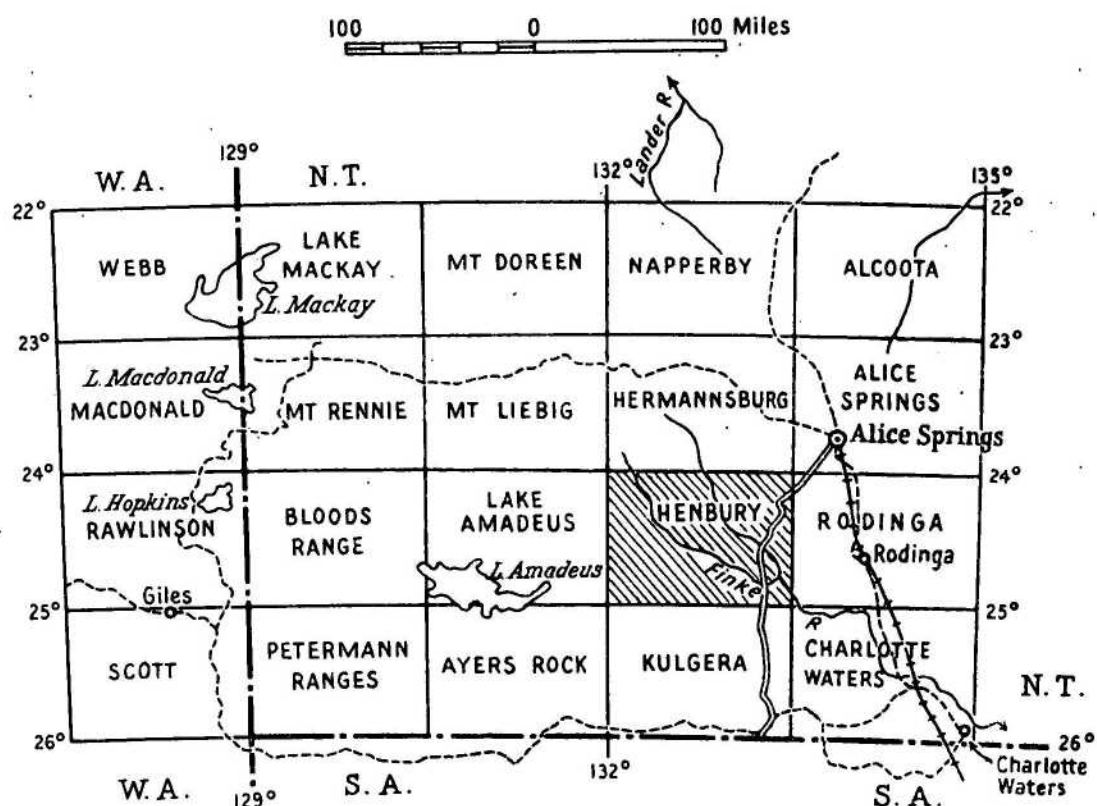 100 0 100 Miles
Lander R
129° 132° 135°
W. A. N. T.
22° 22°
WEBB
LAKE
MACKAY
MT DOREEN
NAPPERBY
ALCOOTA
L. Mackay
23° 23°
L. Macdonald
MACDONALD
MT RENNIE
MT LIEBIG
HERMANNSBURG
ALICE
SPRINGS
Alice Springs
24° 24°
L. Hopkins
RAWLINSON
BLOODS
RANGE
LAKE
AMADEUS
L. Amadeus
HENBURY
Finke
R
RODINGA
Rodinga
Giles
25° 25°
SCOTT
PETERMANN
RANGES
AYERS ROCK
KULGERA
CHARLOTTE
WATERS
N. T.
26° 26°
Charlotte
Waters
W. A. 129° S. A. 132° S. A.